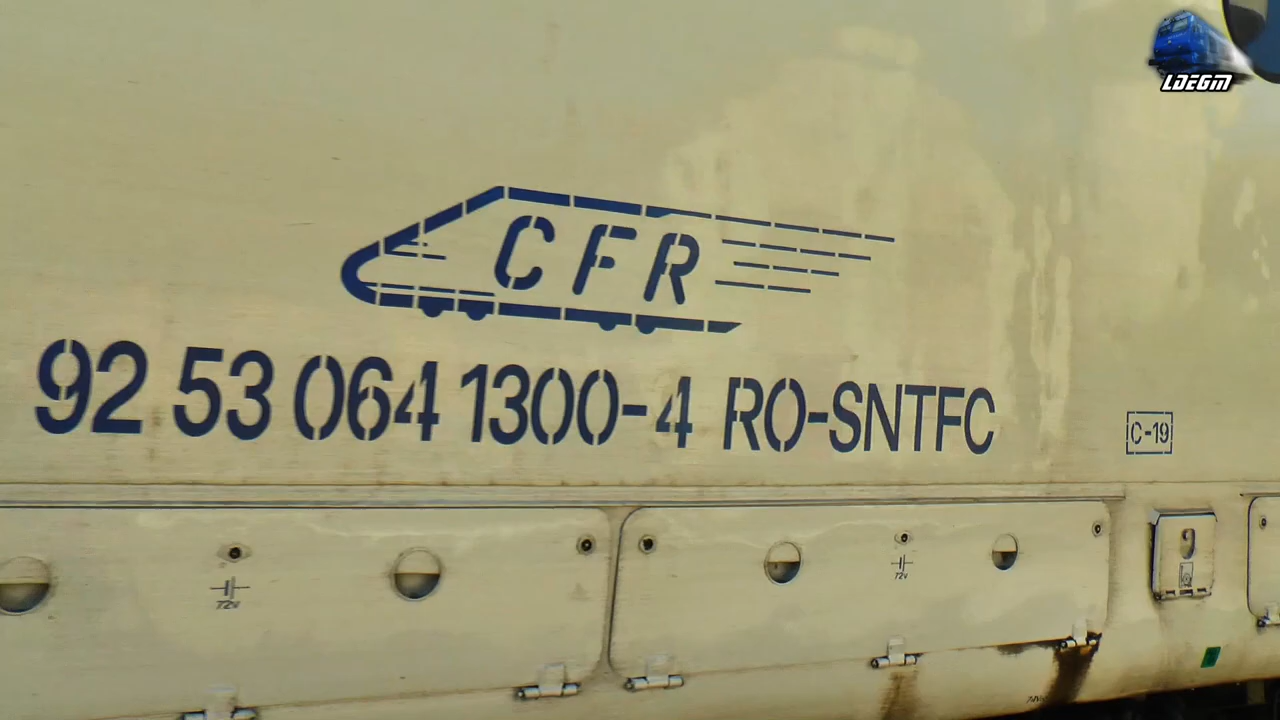 LDEGM
CFR
92 53 064 1300-4 RO-SNTFC
C-19
72V
72V